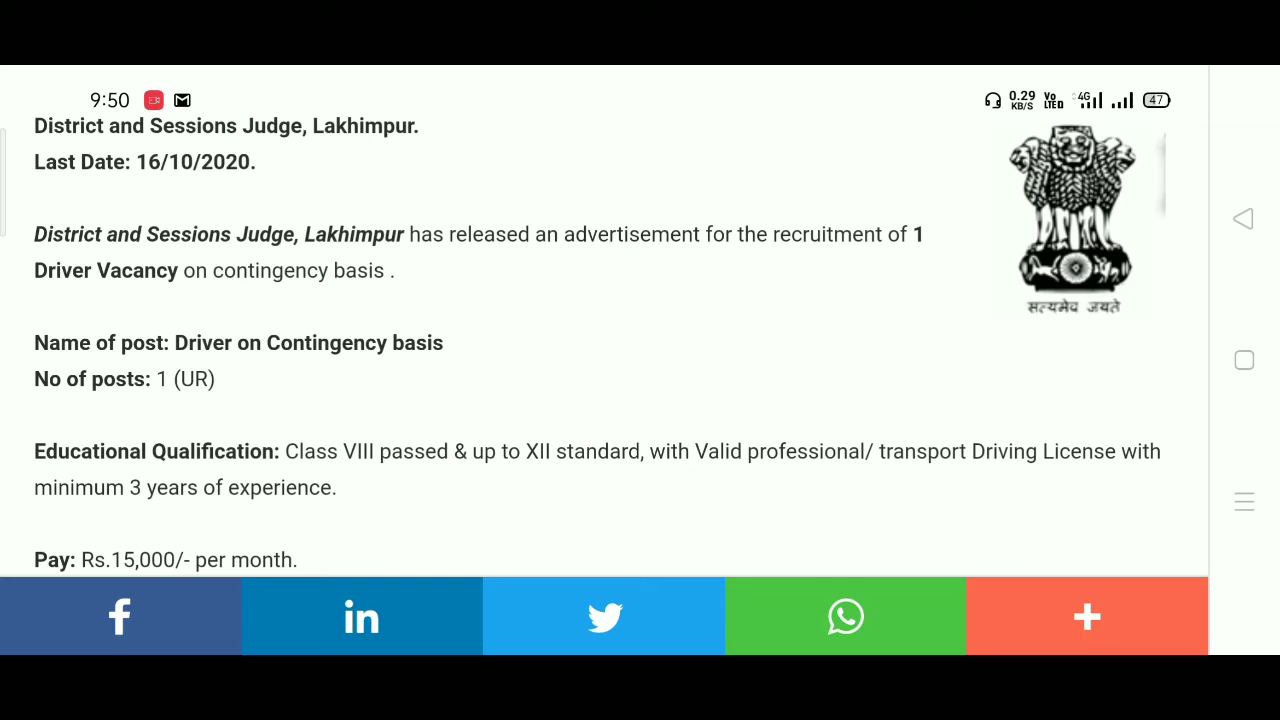 9:50
0.29 KB/S Vo LTED 4G 47
District and Sessions Judge, Lakhimpur.
Last Date: 16/10/2020.
District and Sessions Judge, Lakhimpur has released an advertisement for the recruitment of 1
Driver Vacancy on contingency basis .
सत्यमेव जयते
Name of post: Driver on Contingency basis
No of posts: 1 (UR)
Educational Qualification: Class VIII passed & up to XII standard, with Valid professional/ transport Driving License with
minimum 3 years of experience.
Pay: Rs.15,000/- per month.